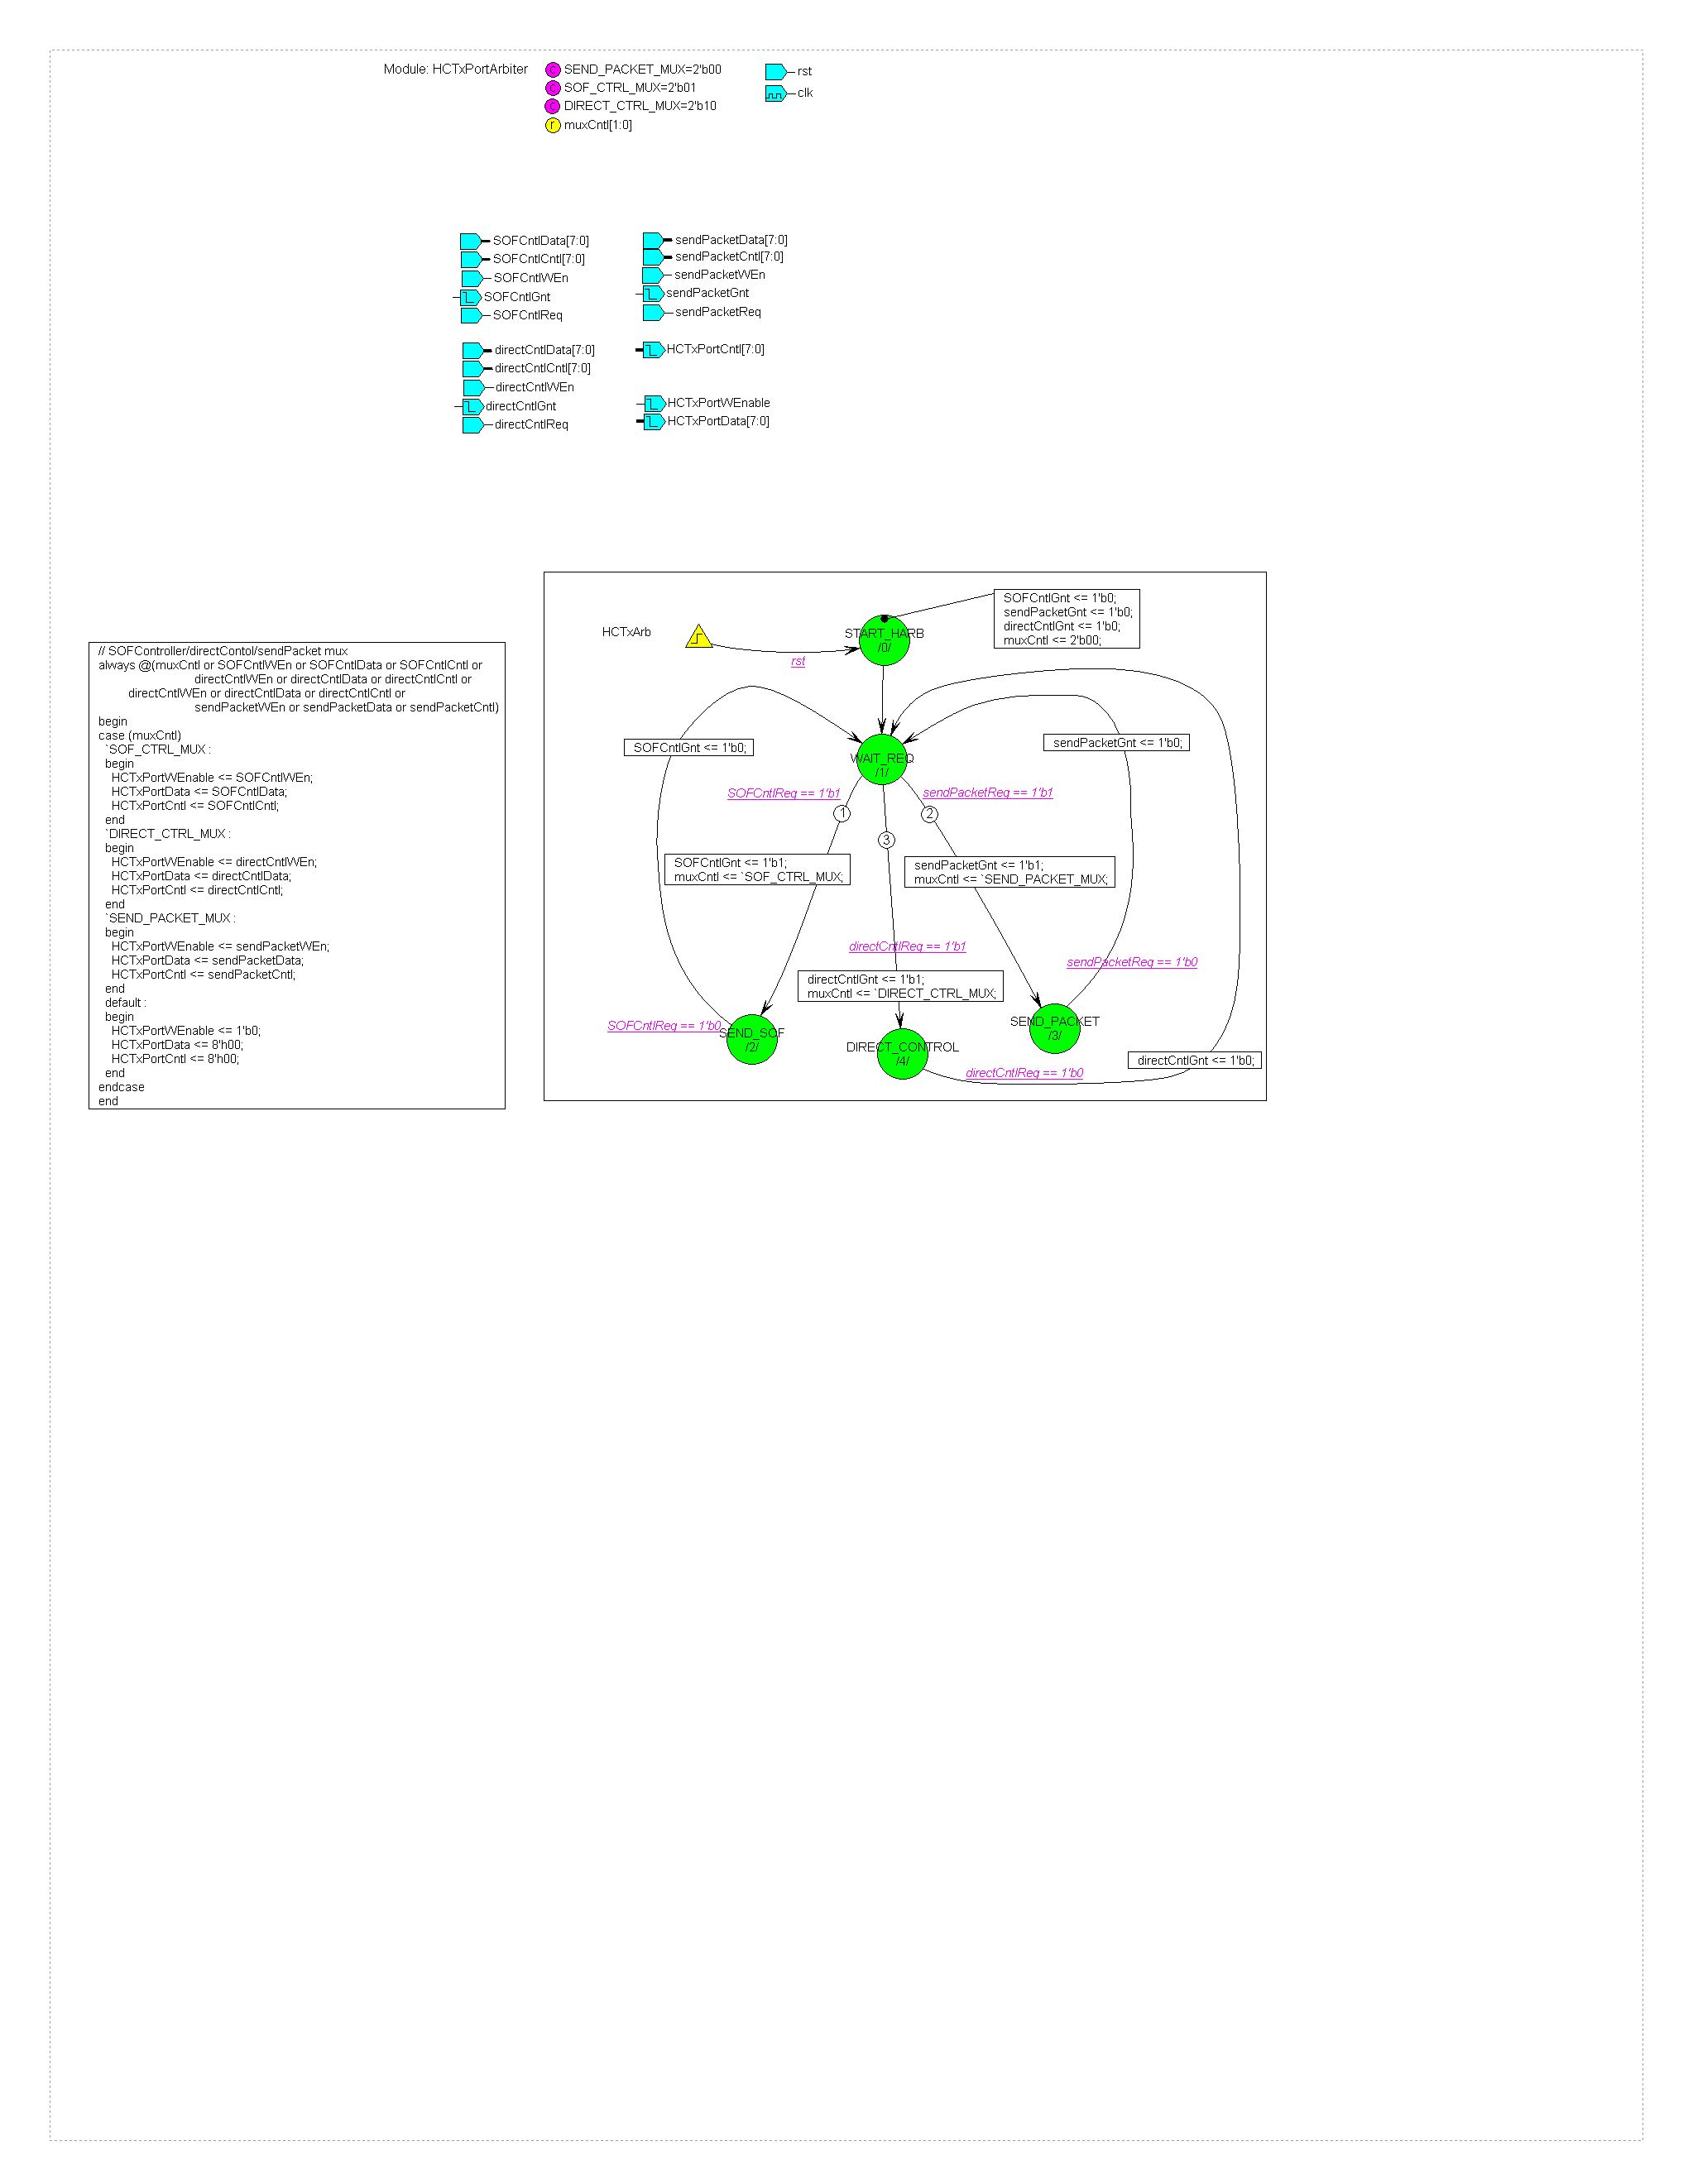 Module: HCTxPortArbiter
C SEND_PACKET_MUX=2'b00
C SOF_CTRL_MUX=2'b01
C DIRECT_CTRL_MUX=2'b10
r muxCntl[1:0]
rst
clk
SOFCntlData[7:0]
SOFCntlCntl[7:0]
SOFCntlWEn
SOFCntlGnt
SOFCntlReq
sendPacketData[7:0]
sendPacketCntl[7:0]
sendPacketWEn
sendPacketGnt
sendPacketReq
directCntlData[7:0]
directCntlCntl[7:0]
directCntlWEn
directCntlGnt
directCntlReq
HCTxPortCntl[7:0]
HCTxPortWEnable
HCTxPortData[7:0]
// SOFController/directContol/sendPacket mux
always @(muxCntl or SOFCntlWEn or SOFCntlData or SOFCntlCntl or
directCntlWEn or directCntlData or directCntlCntl or
directCntlWEn or directCntlData or directCntlCntl or
sendPacketWEn or sendPacketData or sendPacketCntl)
begin
case (muxCntl)
`SOF_CTRL_MUX :
begin
HCTxPortWEnable <= SOFCntlWEn;
HCTxPortData <= SOFCntlData;
HCTxPortCntl <= SOFCntlCntl;
end
`DIRECT_CTRL_MUX :
begin
HCTxPortWEnable <= directCntlWEn;
HCTxPortData <= directCntlData;
HCTxPortCntl <= directCntlCntl;
end
`SEND_PACKET_MUX :
begin
HCTxPortWEnable <= sendPacketWEn;
HCTxPortData <= sendPacketData;
HCTxPortCntl <= sendPacketCntl;
end
default :
begin
HCTxPortWEnable <= 1'b0;
HCTxPortData <= 8'h00;
HCTxPortCntl <= 8'h00;
end
endcase
end
HCTxArb
rst
START_HARB
/0/
SOFCntlGnt <= 1'b0;
sendPacketGnt <= 1'b0;
directCntlGnt <= 1'b0;
muxCntl <= 2'b00;
SOFCntlGnt <= 1'b0;
WAIT_REQ
/1/
sendPacketGnt <= 1'b0;
SOFCntlReq == 1'b1
sendPacketReq == 1'b1
1
2
3
SOFCntlGnt <= 1'b1;
muxCntl <= `SOF_CTRL_MUX;
sendPacketGnt <= 1'b1;
muxCntl <= `SEND_PACKET_MUX;
directCntlReq == 1'b1
sendPacketReq == 1'b0
directCntlGnt <= 1'b1;
muxCntl <= `DIRECT_CTRL_MUX;
SOFCntlReq == 1'b0
SEND_SOF
/2/
DIRECT_CONTROL
/4/
SEND_PACKET
/3/
directCntlGnt <= 1'b0;
directCntlReq == 1'b0